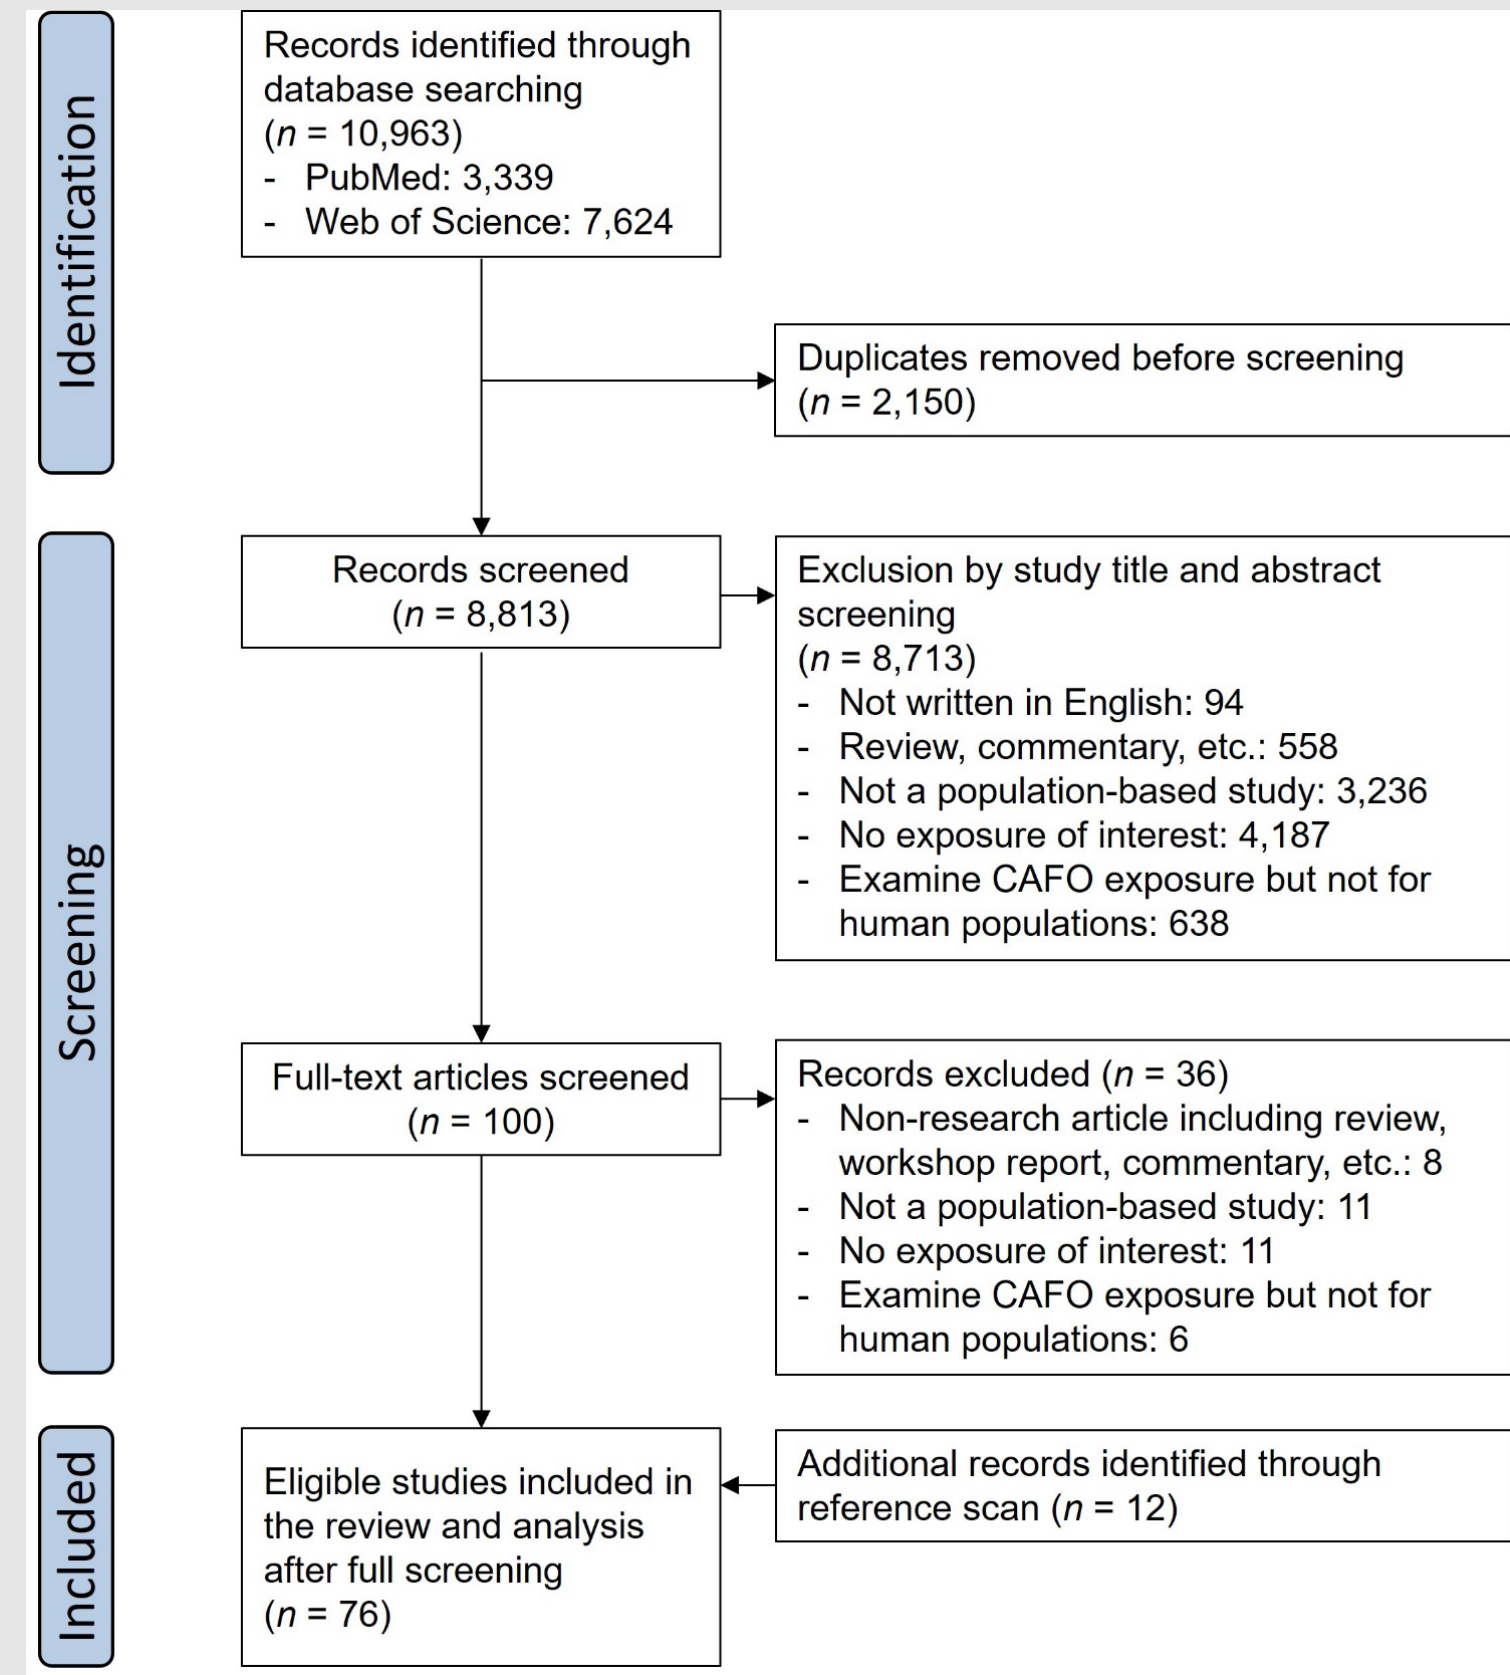 Identification
Records identified through
database searching
(n = 10,963)
- PubMed: 3,339
- Web of Science: 7,624
Duplicates removed before screening
(n = 2,150)
Screening
Records screened
(n = 8,813)
Exclusion by study title and abstract
screening
(n = 8,713)
- Not written in English: 94
- Review, commentary, etc.: 558
- Not a population-based study: 3,236
- No exposure of interest: 4,187
- Examine CAFO exposure but not for
human populations: 638
Full-text articles screened
(n = 100)
Records excluded (n = 36)
- Non-research article including review,
workshop report, commentary, etc.: 8
- Not a population-based study: 11
- No exposure of interest: 11
- Examine CAFO exposure but not for
human populations: 6
Included
Eligible studies included in
the review and analysis
after full screening
(n = 76)
Additional records identified through
reference scan (n = 12)